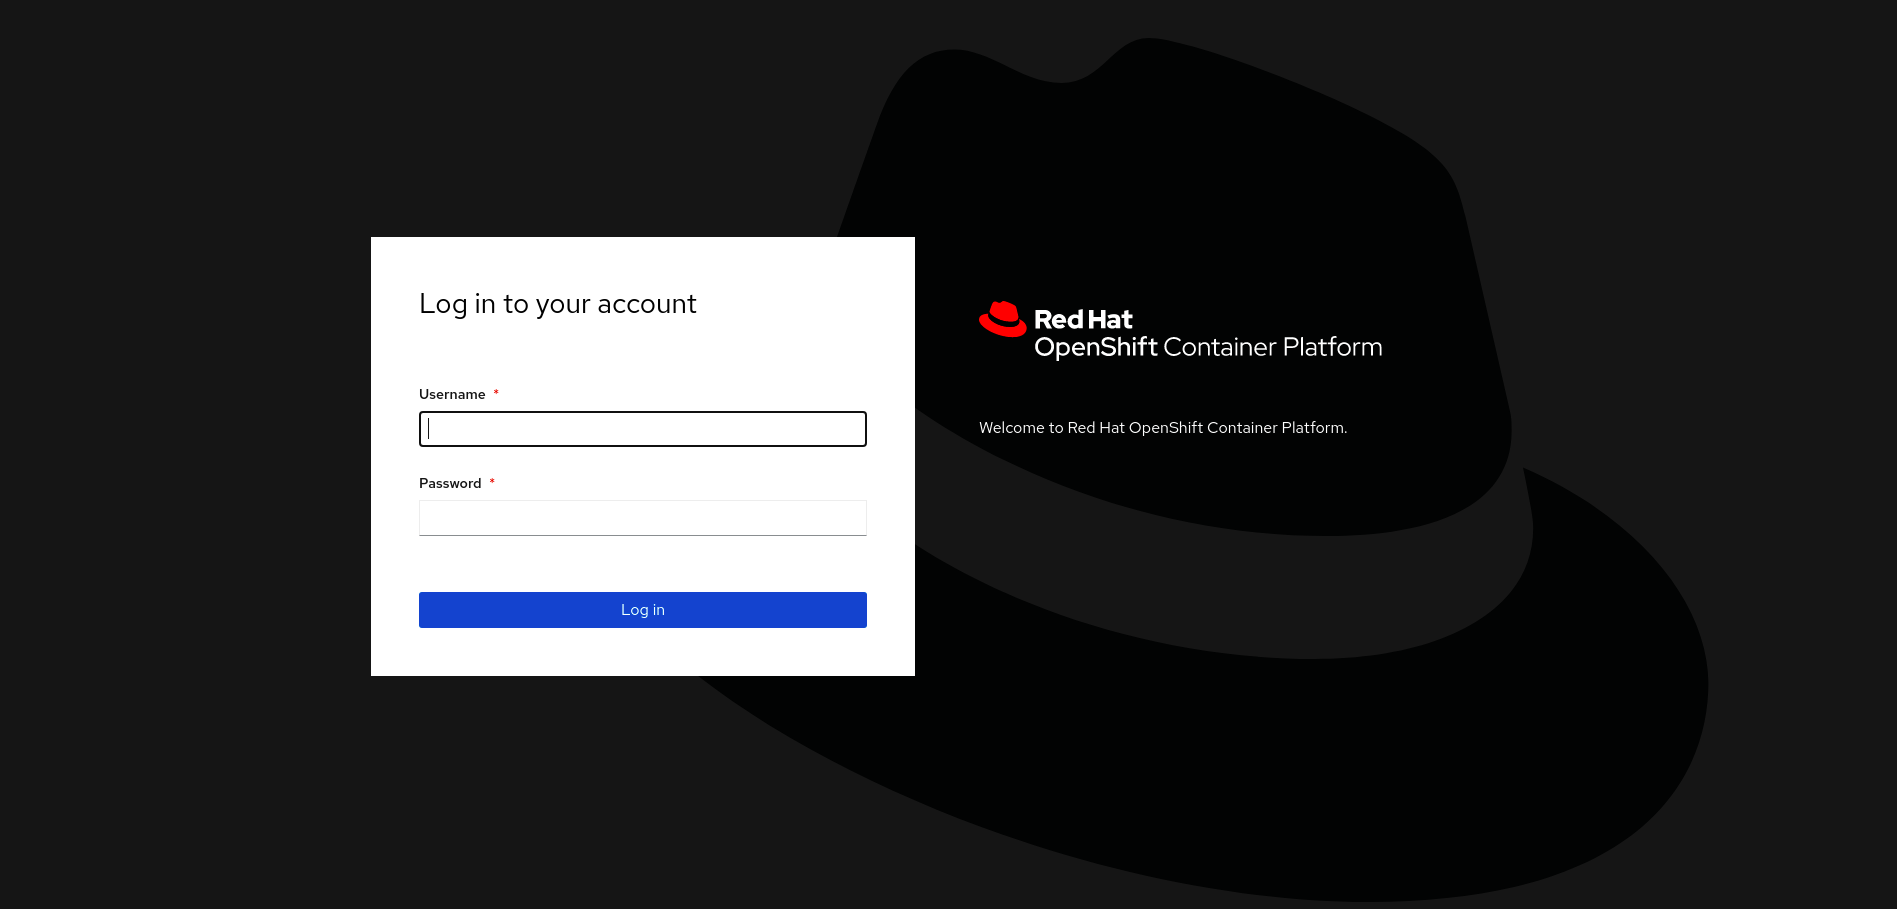 Log in to your account
Username *
Password *
Log in
Red Hat
OpenShift Container Platform
Welcome to Red Hat OpenShift Container Platform.